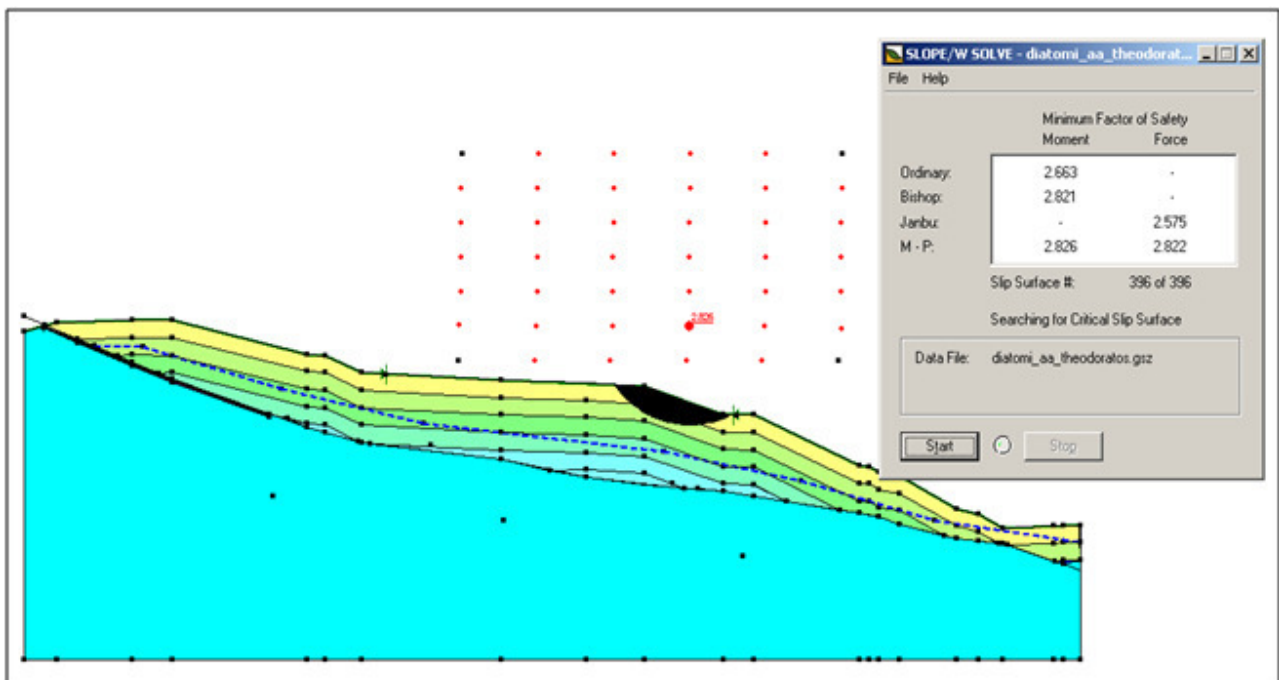 SLOPE/W SOLVE - diatomi_aa_theodorat...
File Help
Minimum Factor of Safety
Moment Force
Ordinary: 2.663 -
Bishop: 2.821 -
Janbu: - 2.575
M - P: 2.826 2.822
Slip Surface #: 396 of 396
Searching for Critical Slip Surface
Data File: diatomi_aa_theodoratos.gsz
Start Stop
2.826